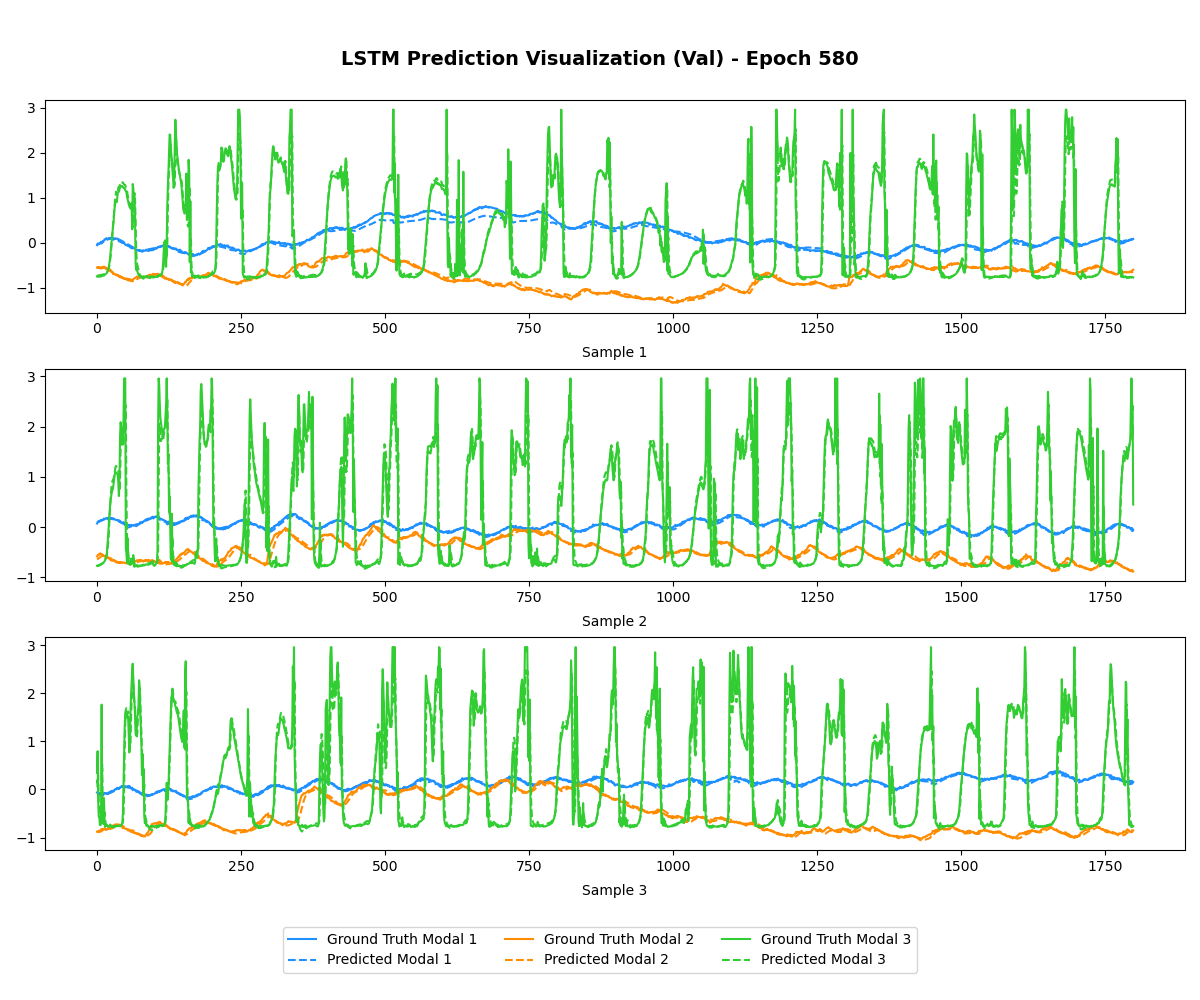 LSTM Prediction Visualization (Val) - Epoch 580
3
2
1
0
−1
0 250 500 750 1000 1250 1500 1750
Sample 1
3
2
1
0
−1
0 250 500 750 1000 1250 1500 1750
Sample 2
3
2
1
0
−1
0 250 500 750 1000 1250 1500 1750
Sample 3
Ground Truth Modal 1 Ground Truth Modal 2 Ground Truth Modal 3
Predicted Modal 1 Predicted Modal 2 Predicted Modal 3